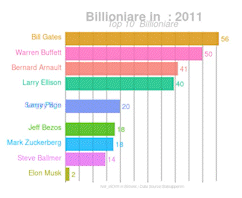 Billioniare in : 2011
Top 10 Billioniare
Bill Gates 56
Warren Buffett 50
Bernard Arnault 41
Larry Ellison 40
20
Jeff Bezos 18
Mark Zuckerberg 18
Steve Ballmer 14
Elon Musk 2